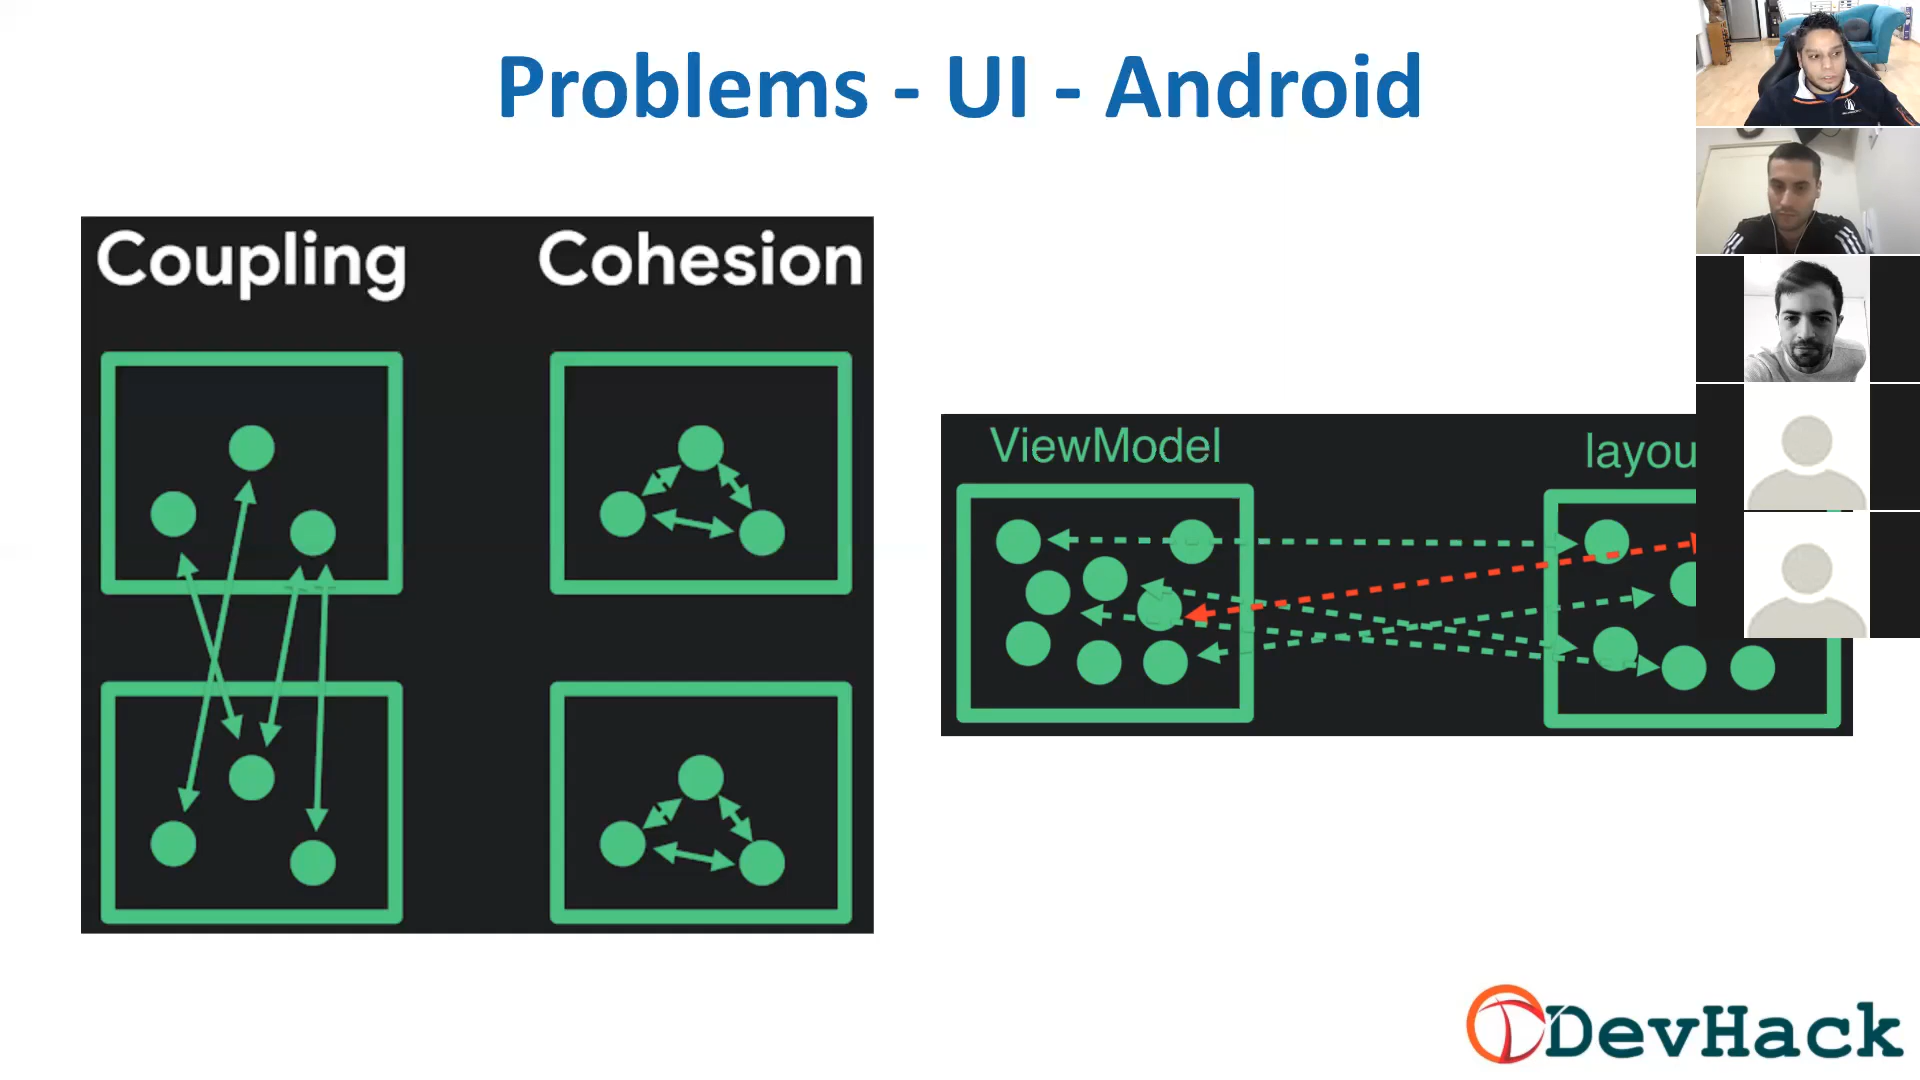 Problems - UI - Android
Coupling
Cohesion
ViewModel
layou
DevHack